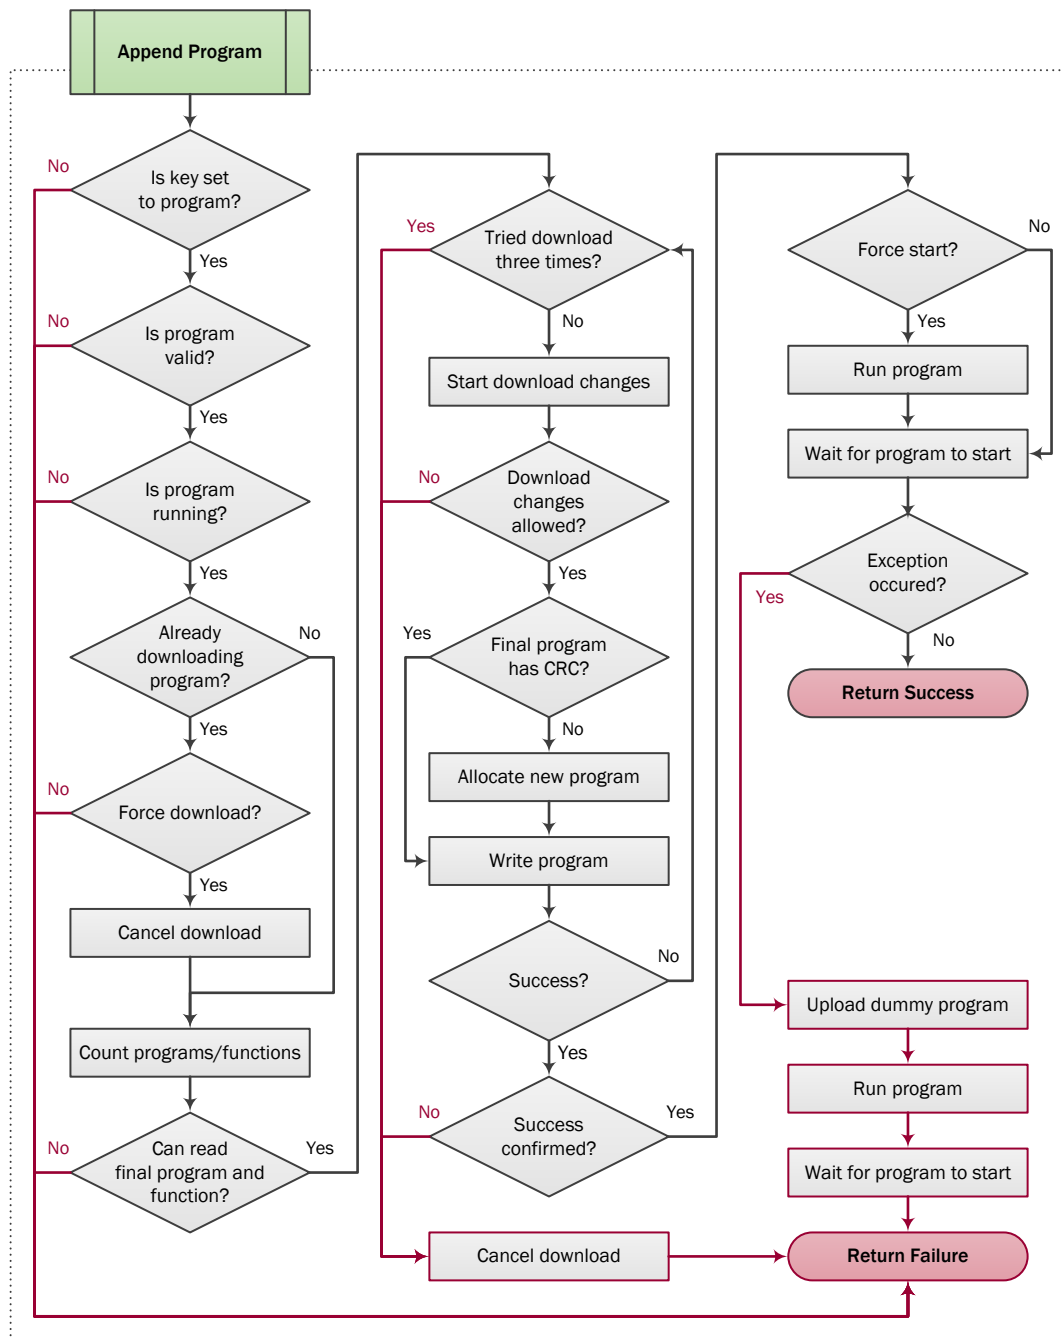 Append Program
No
Is key set
to program?
Yes
No
Is program
valid?
Yes
No
Is program
running?
Yes
Already
downloading
program?
No
Yes
No
Force download?
Yes
Cancel download
Count programs/functions
No
Can read
final program and
function?
Yes
Yes
Tried download
three times?
No
Start download changes
No
Download
changes
allowed?
Yes
Yes
Final program
has CRC?
No
Allocate new program
Write program
Success?
No
Yes
No
Success
confirmed?
Yes
Cancel download
Force start?
No
Yes
Run program
Wait for program to start
Exception
occured?
Yes
No
Return Success
Upload dummy program
Run program
Wait for program to start
Return Failure